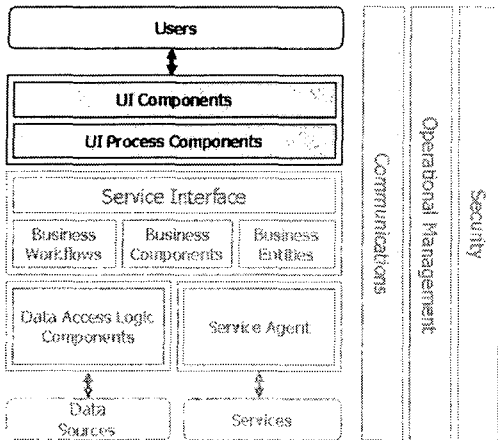 Users
UI Components
UI Process Components
Service Interface
Business
Workflows
Business
Components
Business
Entities
Data Access Logic
Components
Service Agent
Data
Sources
Services
Communications
Operational Management
Security